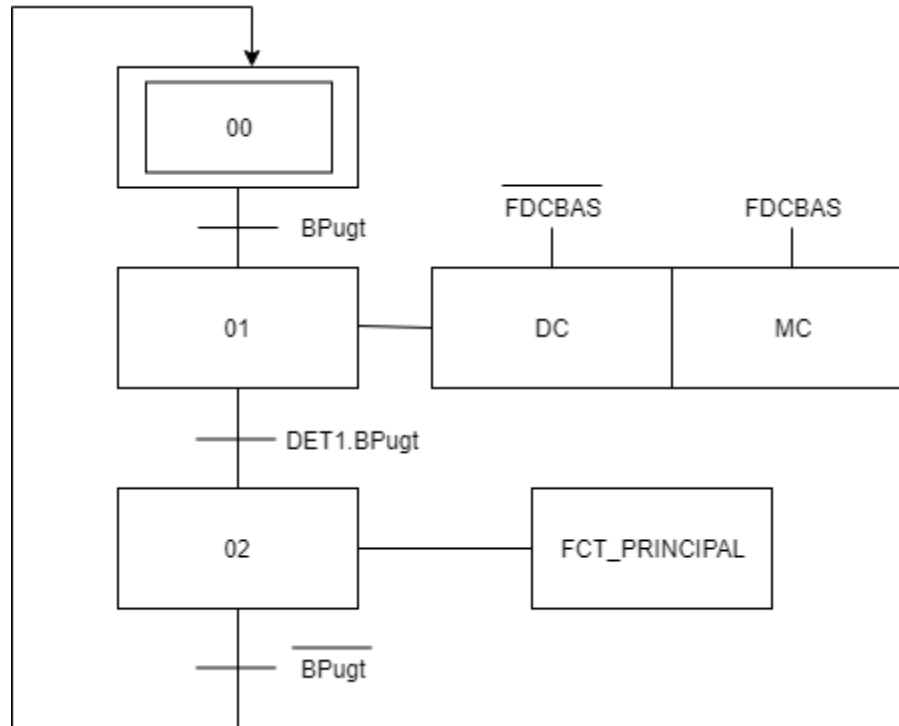 00
BPugt
FDCBAS
FDCBAS
01
DC
MC
DET1.BPugt
02
FCT_PRINCIPAL
BPugt